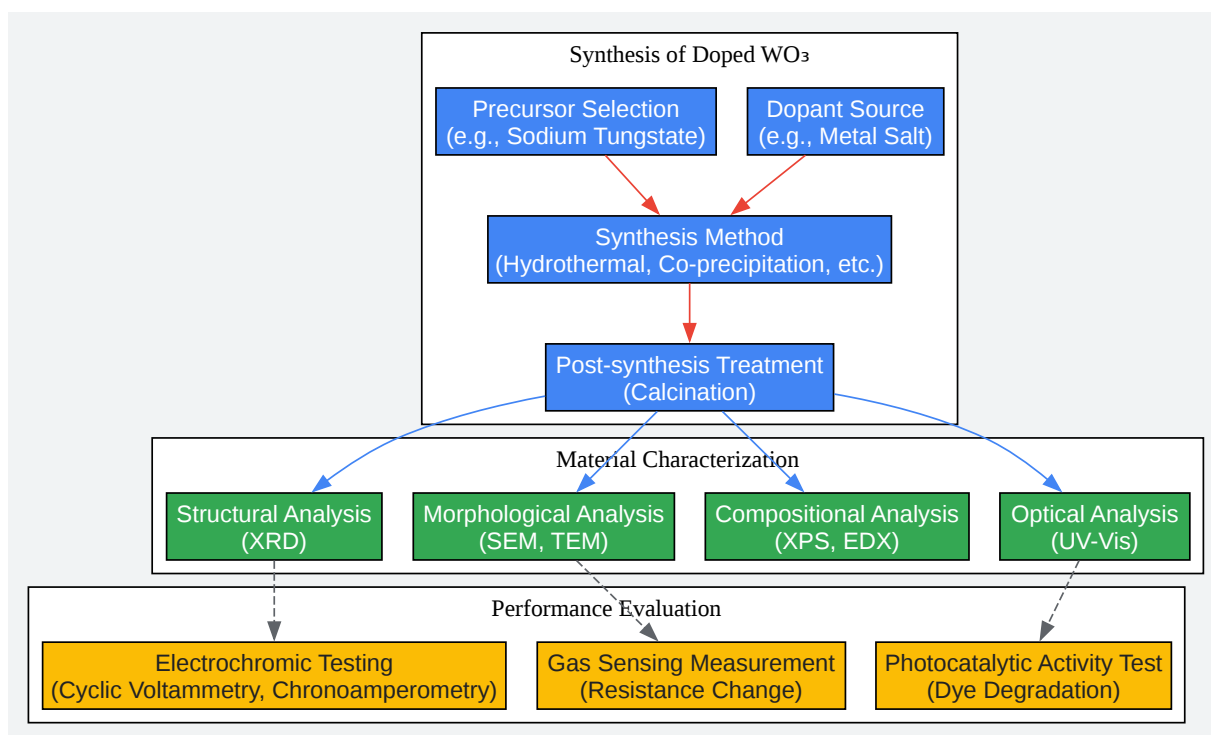 Synthesis of Doped WO₃
Precursor Selection
(e.g., Sodium Tungstate)
Dopant Source
(e.g., Metal Salt)
Synthesis Method
(Hydrothermal, Co-precipitation, etc.)
Post-synthesis Treatment
(Calcination)
Material Characterization
Structural Analysis
(XRD)
Morphological Analysis
(SEM, TEM)
Compositional Analysis
(XPS, EDX)
Optical Analysis
(UV-Vis)
Performance Evaluation
Electrochromic Testing
(Cyclic Voltammetry, Chronoamperometry)
Gas Sensing Measurement
(Resistance Change)
Photocatalytic Activity Test
(Dye Degradation)